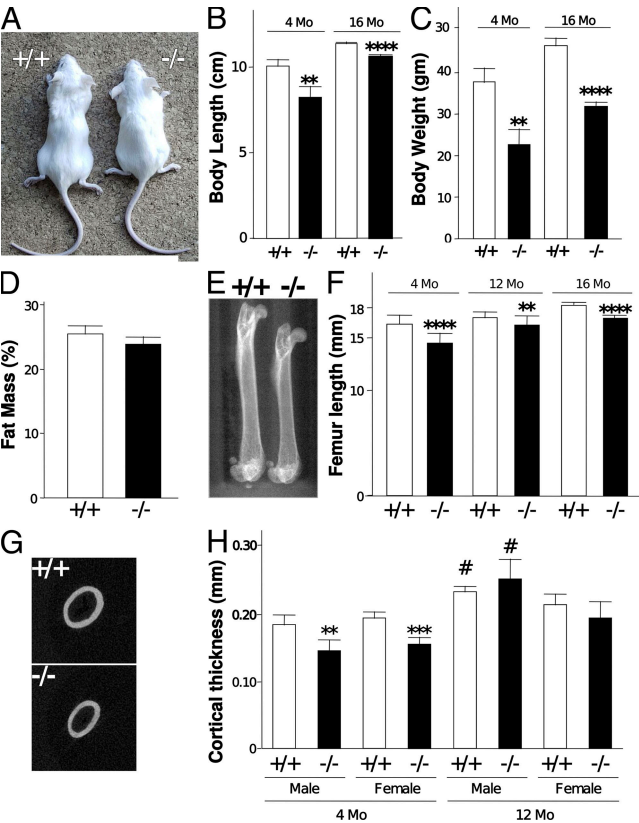 A
+/+ -/-
B
4 Mo 16 Mo
** ****
Body Length (cm)
10
5
0
+/+ -/- +/+ -/-
C
4 Mo 16 Mo
** ****
Body Weight (gm)
30
40
30
20
10
0
+/+ -/- +/+ -/-
D
Fat Mass (%)
30
20
10
0
+/+ -/-
E
+/+ -/-
F
4 Mo 12 Mo 16 Mo
**** ** ****
Femur length (mm)
18
15
10
0
+/+ -/- +/+ -/- +/+ -/-
G
+/+
-/-
H
Cortical thickness (mm)
0.30
0.20
0.10
0
** *** # #
+/+ -/- +/+ -/- +/+ -/- +/+ -/-
Male Female Male Female
4 Mo 12 Mo